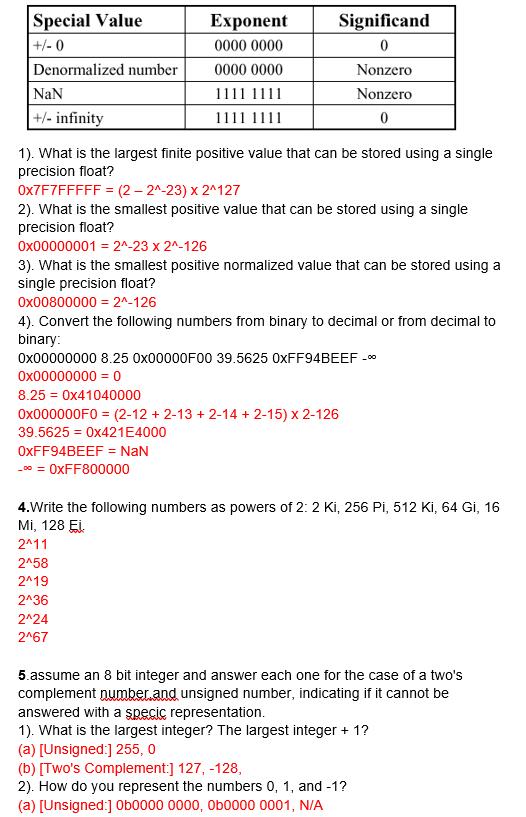 Special Value Exponent Significand
+/- 0 0000 0000 0
Denormalized number 0000 0000 Nonzero
NaN 1111 1111 Nonzero
+/- infinity 1111 1111 0
1). What is the largest finite positive value that can be stored using a single
precision float?
0x7F7FFFFF = (2 – 2^-23) x 2^127
2). What is the smallest positive value that can be stored using a single
precision float?
0x00000001 = 2^-23 x 2^-126
3). What is the smallest positive normalized value that can be stored using a
single precision float?
0x00800000 = 2^-126
4). Convert the following numbers from binary to decimal or from decimal to
binary:
0x00000000 8.25 0x00000F00 39.5625 0xFF94BEEF -∞
0x00000000 = 0
8.25 = 0x41040000
0x000000F0 = (2-12 + 2-13 + 2-14 + 2-15) x 2-126
39.5625 = 0x421E4000
0xFF94BEEF = NaN
-∞ = 0xFF800000
4.Write the following numbers as powers of 2: 2 Ki, 256 Pi, 512 Ki, 64 Gi, 16
Mi, 128 Ei.
2^11
2^58
2^19
2^36
2^24
2^67
5.assume an 8 bit integer and answer each one for the case of a two's
complement number,and unsigned number, indicating if it cannot be
answered with a specic representation.
1). What is the largest integer? The largest integer + 1?
(a) [Unsigned:] 255, 0
(b) [Two's Complement:] 127, -128,
2). How do you represent the numbers 0, 1, and -1?
(a) [Unsigned:] 0b0000 0000, 0b0000 0001, N/A